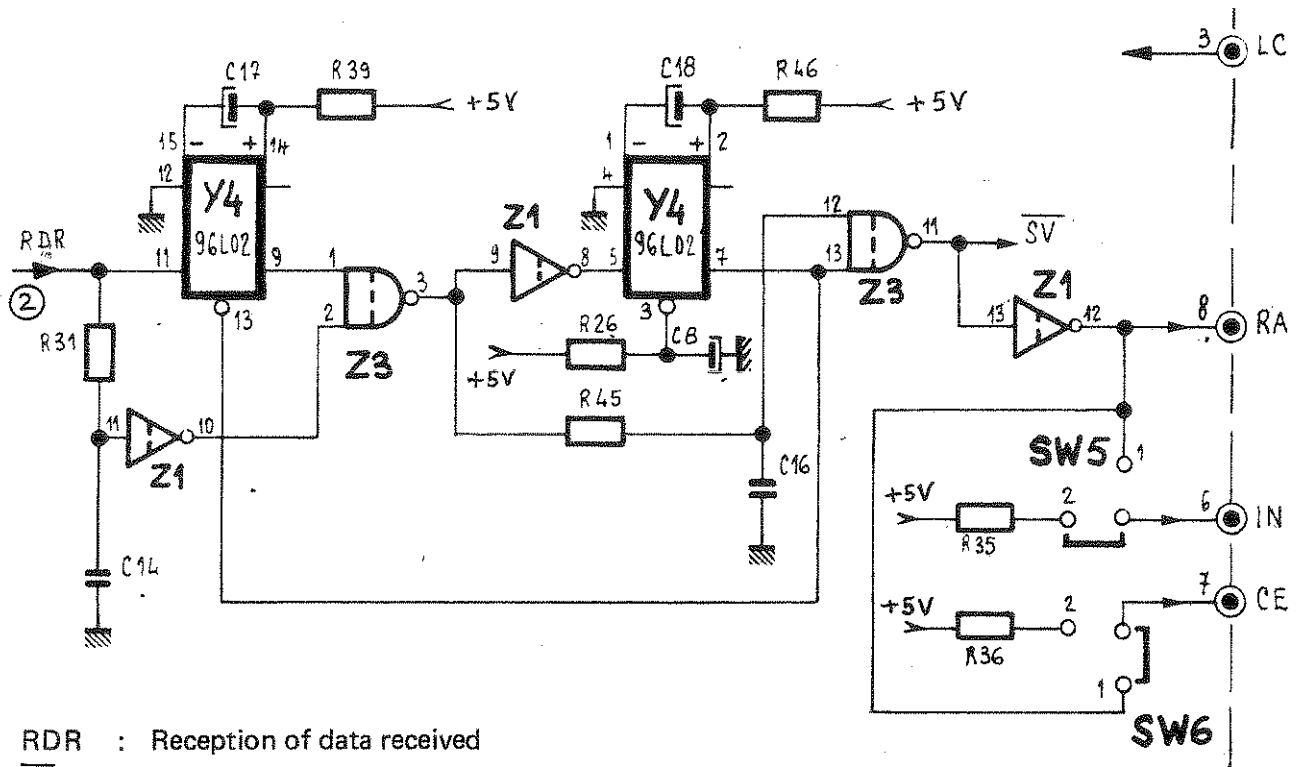 3 LC
C17 R39 +5V
C18 R46 +5V
15 - + 14
1 - + 2
12 Y4 96L02
4 Y4 96L02
RDR
2
11 9
13
R31
11 10
Z1
C14
1
2
3
Z3
Z1
9 8
5 7
3
R26
+5V
C8
R45
C16
12
13
11
Z3
SV
Z1
13 12
8 RA
SW5
1
+5V
R35
2
6 IN
+5V
R36
2
7 CE
1
SW6
RDR : Reception of data received